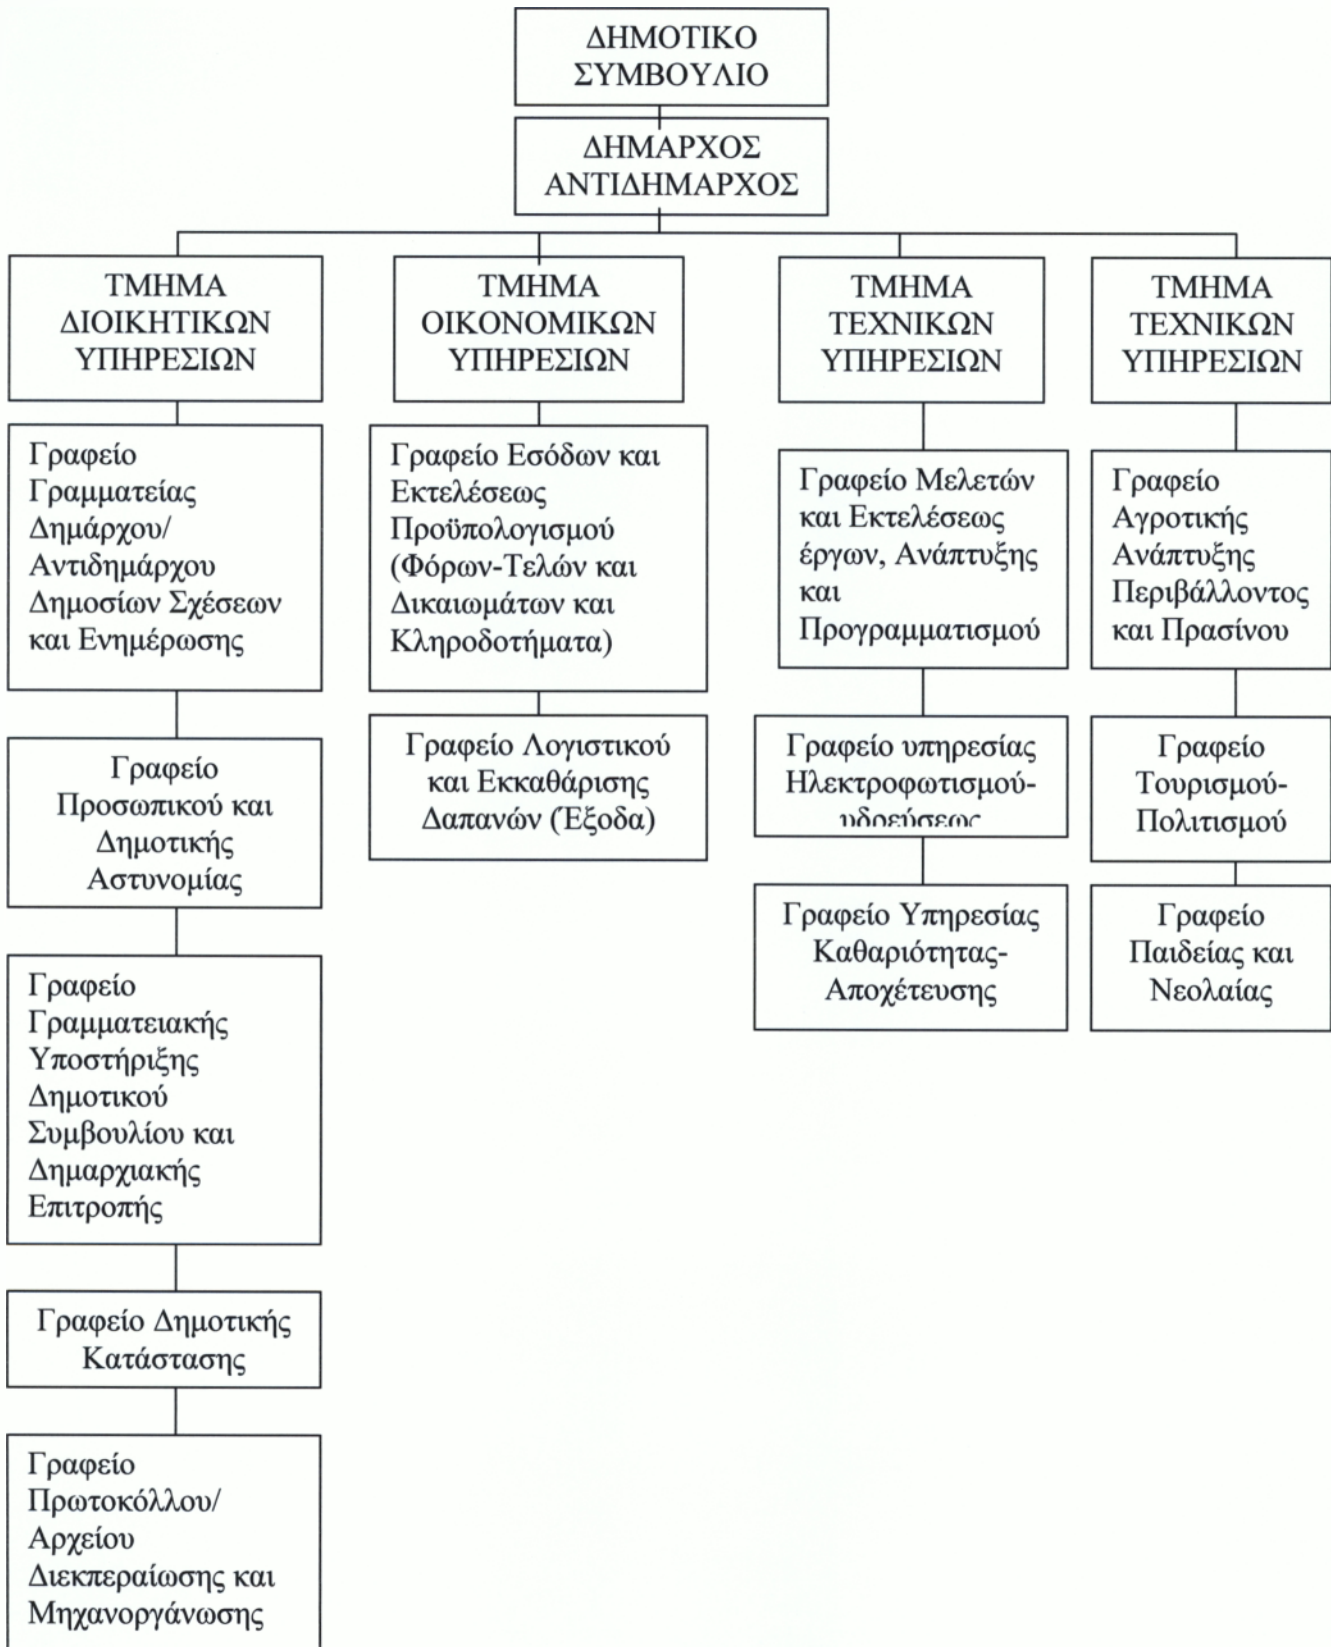 ΔΗΜΟΤΙΚΟ
ΣΥΜΒΟΥΛΙΟ
ΔΗΜΑΡΧΟΣ
ΑΝΤΙΔΗΜΑΡΧΟΣ
ΤΜΗΜΑ
ΔΙΟΙΚΗΤΙΚΩΝ
ΥΠΗΡΕΣΙΩΝ
Γραφείο
Γραμματείας
Δημάρχου/
Αντιδημάρχου
Δημοσίων Σχέσεων
και Ενημέρωσης
Γραφείο
Προσωπικού και
Δημοτικής
Αστυνομίας
Γραφείο
Γραμματειακής
Υποστήριξης
Δημοτικού
Συμβουλίου και
Δημαρχιακής
Επιτροπής
Γραφείο Δημοτικής
Κατάστασης
Γραφείο
Πρωτοκόλλου/
Αρχείου
Διεκπεραίωσης και
Μηχανοργάνωσης
ΤΜΗΜΑ
ΟΙΚΟΝΟΜΙΚΩΝ
ΥΠΗΡΕΣΙΩΝ
Γραφείο Εσόδων και
Εκτελέσεως
Προϋπολογισμού
(Φόρων-Τελών και
Δικαιωμάτων και
Κληροδοτήματα)
Γραφείο Λογιστικού
και Εκκαθάρισης
Δαπανών (Έξοδα)
ΤΜΗΜΑ
ΤΕΧΝΙΚΩΝ
ΥΠΗΡΕΣΙΩΝ
Γραφείο Μελετών
και Εκτελέσεως
έργων, Ανάπτυξης
και
Προγραμματισμού
Γραφείο υπηρεσίας
Ηλεκτροφωτισμού-
υδρεύσεως
Γραφείο Υπηρεσίας
Καθαριότητας-
Αποχέτευσης
ΤΜΗΜΑ
ΤΕΧΝΙΚΩΝ
ΥΠΗΡΕΣΙΩΝ
Γραφείο
Αγροτικής
Ανάπτυξης
Περιβάλλοντος
και Πρασίνου
Γραφείο
Τουρισμού-
Πολιτισμού
Γραφείο
Παιδείας και
Νεολαίας